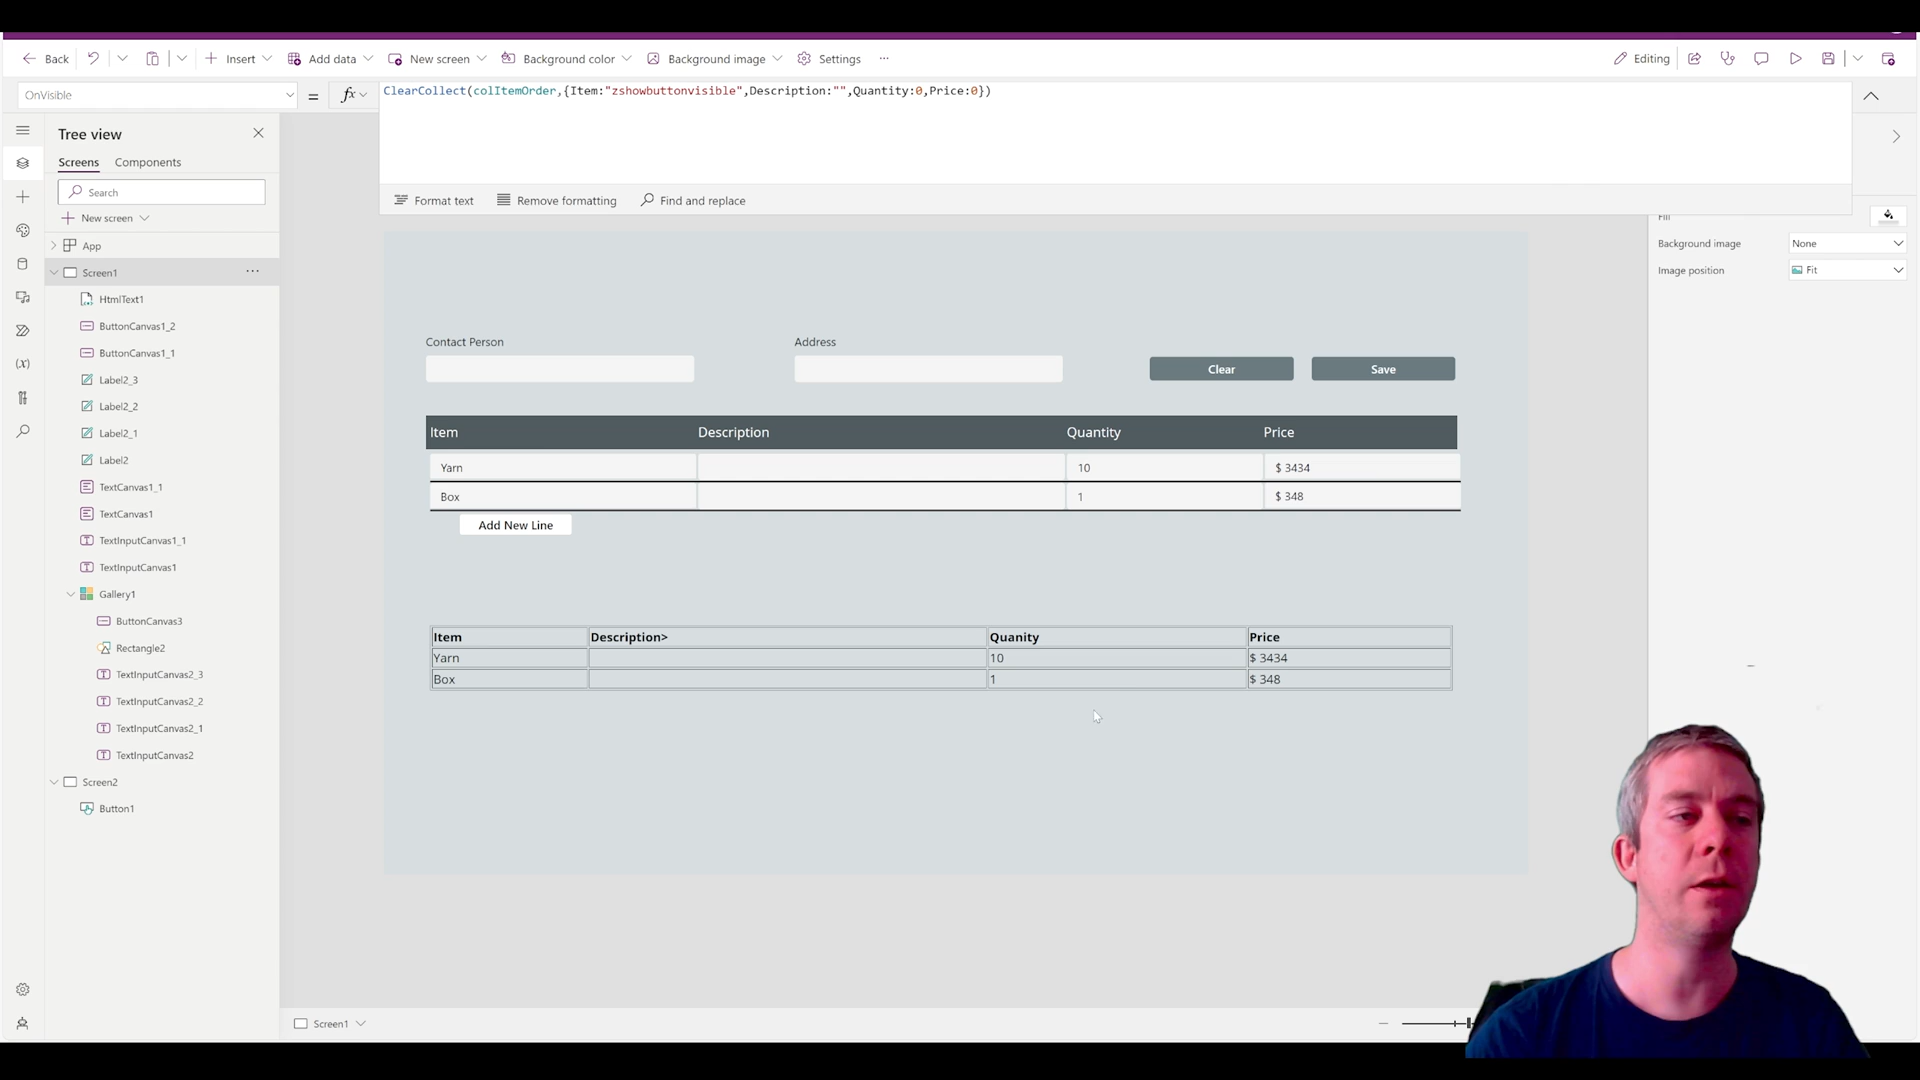 Back
Insert
Add data
New screen
Background color
Background image
Settings
...
Editing
OnVisible
=
fx
ClearCollect(colItemOrder,{Item:"zshowbuttonvisible",Description:"",Quantity:0,Price:0})
Format text
Remove formatting
Find and replace
Tree view
Screens
Components
Search
New screen
App
Screen1
...
HtmlText1
ButtonCanvas1_2
ButtonCanvas1_1
Label2_3
Label2_2
Label2_1
Label2
TextCanvas1_1
TextCanvas1
TextInputCanvas1_1
TextInputCanvas1
Gallery1
ButtonCanvas3
Rectangle2
TextInputCanvas2_3
TextInputCanvas2_2
TextInputCanvas2_1
TextInputCanvas2
Screen2
Button1
Contact Person
Address
Clear
Save
Item Description Quantity Price
Yarn 10 $ 3434
Box 1 $ 348
Add New Line
Item Description> Quanity Price
Yarn 10 $ 3434
Box 1 $ 348
Fill
Background image
None
Image position
Fit
Screen1